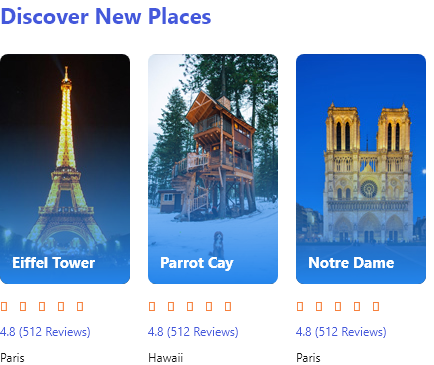 Discover New Places
Eiffel Tower
Parrot Cay
Notre Dame
4.8 (512 Reviews)
4.8 (512 Reviews)
4.8 (512 Reviews)
Paris
Hawaii
Paris